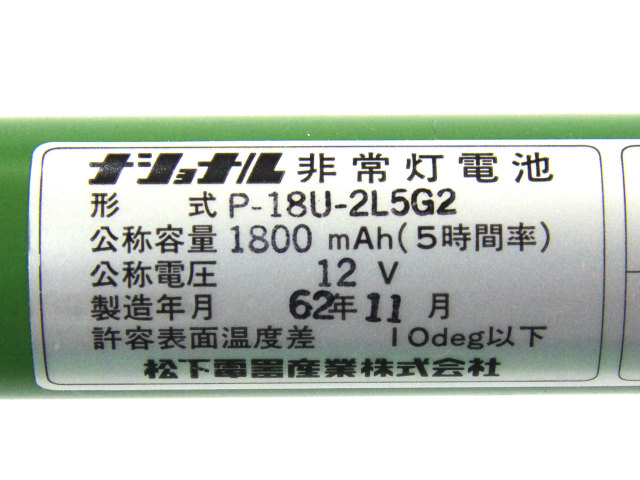 ナショナル 非常灯電池
形 式 P-18U-2L5G2
公称容量 1800 mAh(5時間率)
公称電圧 12 V
製造年月 62年 11 月
許容表面温度差 10deg以下
松下電器産業株式会社